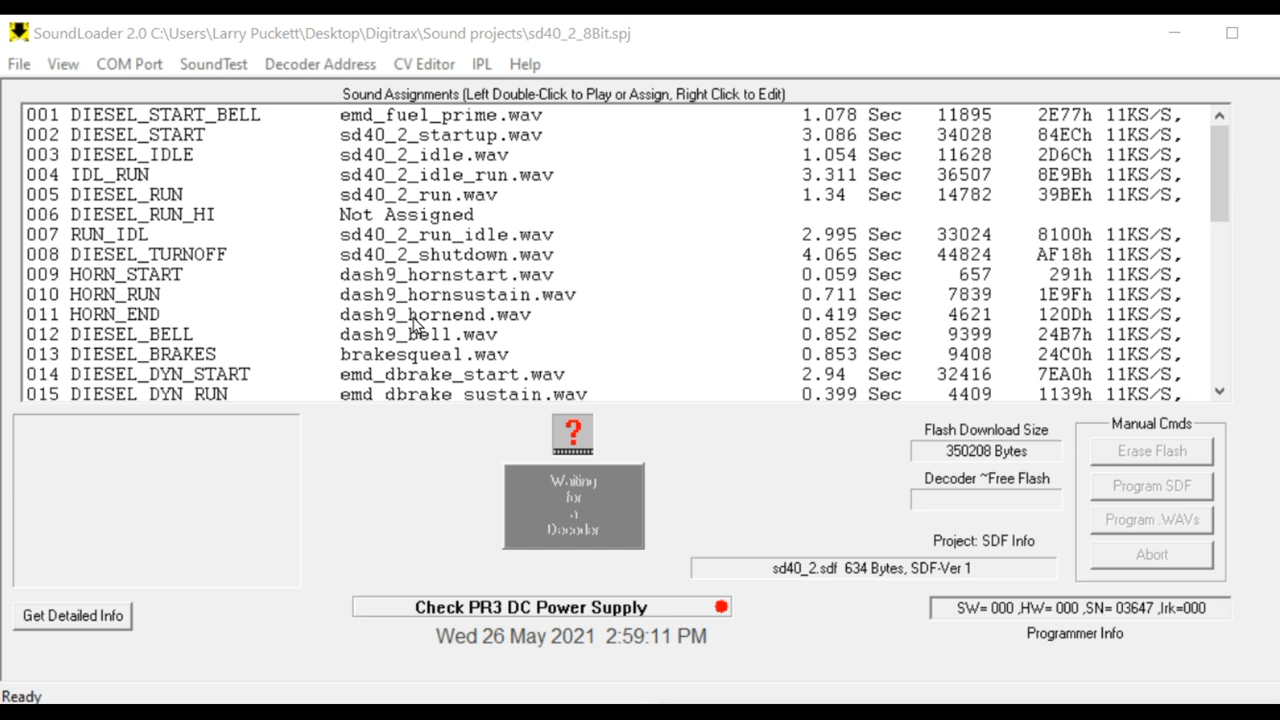 SoundLoader 2.0 C:\Users\Larry Puckett\Desktop\Digitrax\Sound projects\sd40_2_8Bit.spj
File View COM Port SoundTest Decoder Address CV Editor IPL Help
Sound Assignments (Left Double-Click to Play or Assign, Right Click to Edit)
001 DIESEL_START_BELL emd_fuel_prime.wav 1.078 Sec 11895 2E77h 11KS/S,
002 DIESEL_START sd40_2_startup.wav 3.086 Sec 34028 84ECh 11KS/S,
003 DIESEL_IDLE sd40_2_idle.wav 1.054 Sec 11628 2D6Ch 11KS/S,
004 IDL_RUN sd40_2_idle_run.wav 3.311 Sec 36507 8E9Bh 11KS/S,
005 DIESEL_RUN sd40_2_run.wav 1.34 Sec 14782 39BEh 11KS/S,
006 DIESEL_RUN_HI Not Assigned
007 RUN_IDL sd40_2_run_idle.wav 2.995 Sec 33024 8100h 11KS/S,
008 DIESEL_TURNOFF sd40_2_shutdown.wav 4.065 Sec 44824 AF18h 11KS/S,
009 HORN_START dash9_hornstart.wav 0.059 Sec 657 291h 11KS/S,
010 HORN_RUN dash9_hornsustain.wav 0.711 Sec 7839 1E9Fh 11KS/S,
011 HORN_END dash9_hornend.wav 0.419 Sec 4621 120Dh 11KS/S,
012 DIESEL_BELL dash9_bell.wav 0.852 Sec 9399 24B7h 11KS/S,
013 DIESEL_BRAKES brakesqueal.wav 0.853 Sec 9408 24C0h 11KS/S,
014 DIESEL_DYN_START emd_dbrake_start.wav 2.94 Sec 32416 7EA0h 11KS/S,
015 DIESEL_DYN_RUN emd_dbrake_sustain.wav 0.399 Sec 4409 1139h 11KS/S,
?
Waiting
for
a
Decoder
Flash Download Size
350208 Bytes
Decoder ~Free Flash
Manual Cmds
Erase Flash
Program SDF
Program .WAVs
Abort
Project: SDF Info
sd40_2.sdf 634 Bytes, SDF-Ver 1
Get Detailed Info
Check PR3 DC Power Supply
Wed 26 May 2021 2:59:11 PM
SW= 000 ,HW= 000 ,SN= 03647 ,Irk=000
Programmer Info
Ready